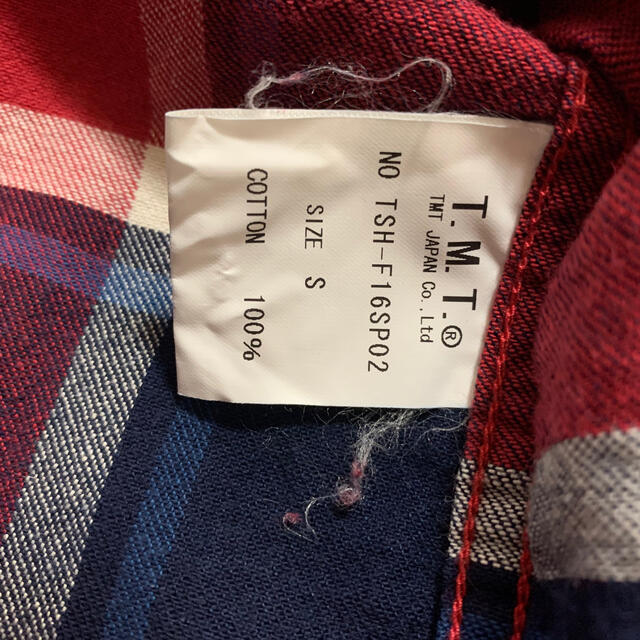 T.M.T.®
TMT JAPAN Co.,Ltd
NO TSH-F16SP02
SIZE S
COTTON 100%